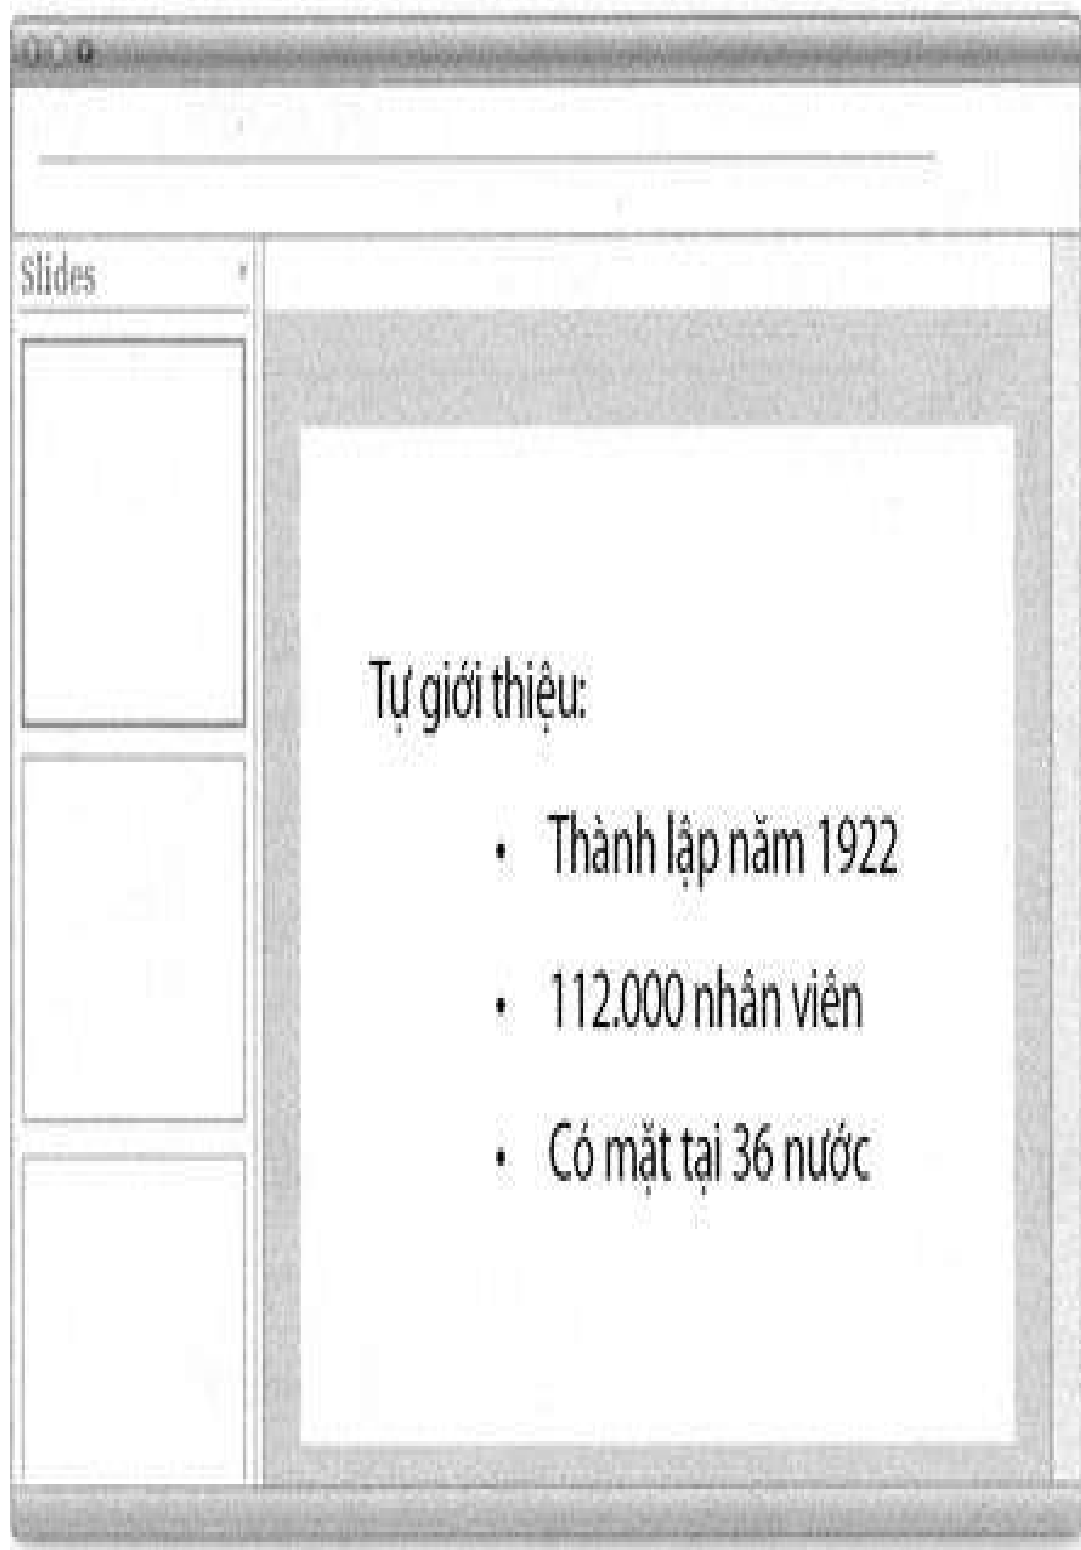 Slides
Tự giới thiệu:
• Thành lập năm 1922
• 112.000 nhân viên
• Có mặt tại 36 nước